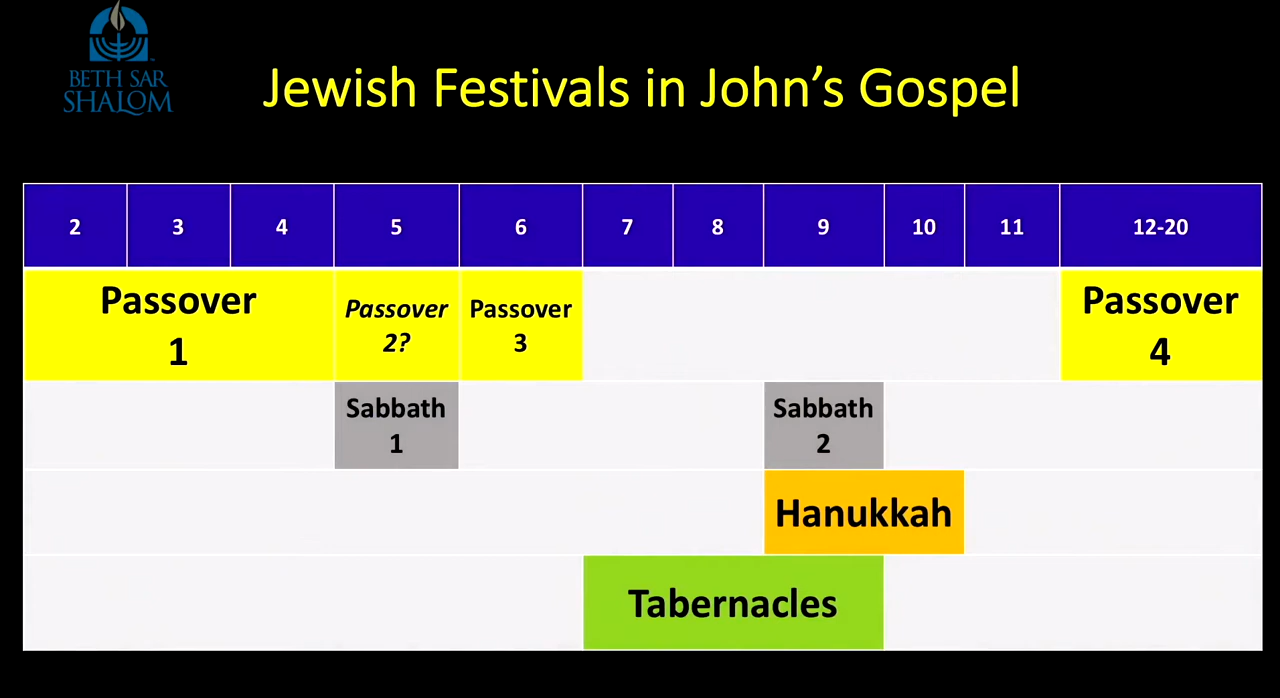 BETH SAR
SHALOM
Jewish Festivals in John’s Gospel
2 3 4 5 6 7 8 9 10 11 12-20
Passover
1
Passover
2?
Passover
3
Passover
4
Sabbath
1
Sabbath
2
Hanukkah
Tabernacles